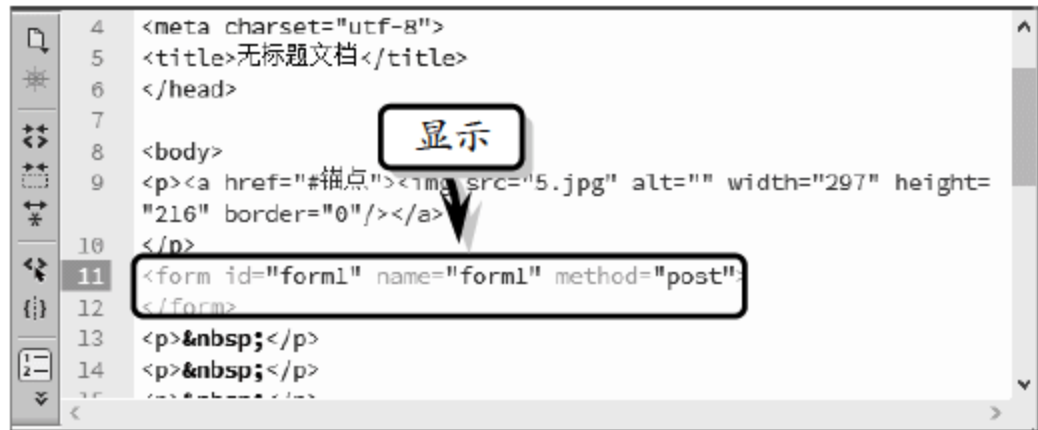 4 <meta charset="utf-8">
5 <title>无标题文档</title>
6 </head>
7
显示
8 <body>
9 <p><a href="#锚点"><img src="5.jpg" alt="" width="297" height=
"216" border="0"/></a>
10 </p>
11 <form id="form1" name="form1" method="post">
12 </form>
13 <p>&nbsp;</p>
14 <p>&nbsp;</p>
15 <p>&nbsp;</p>